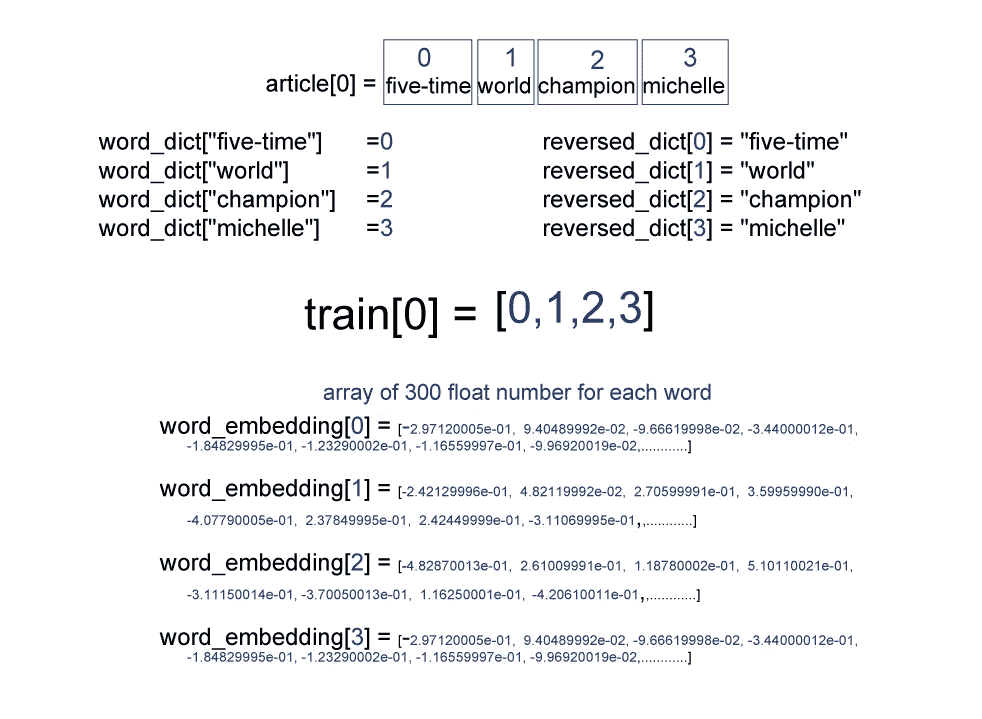 0 1 2 3
article[0] = five-time world champion michelle
word_dict["five-time"] =0 reversed_dict[0] = "five-time"
word_dict["world"] =1 reversed_dict[1] = "world"
word_dict["champion"] =2 reversed_dict[2] = "champion"
word_dict["michelle"] =3 reversed_dict[3] = "michelle"
train[0] = [0,1,2,3]
array of 300 float number for each word
word_embedding[0] = [-2.97120005e-01, 9.40489992e-02, -9.66619998e-02, -3.44000012e-01,
-1.84829995e-01, -1.23290002e-01, -1.16559997e-01, -9.96920019e-02,............]
word_embedding[1] = [-2.42129996e-01, 4.82119992e-02, 2.70599991e-01, 3.59959990e-01,
-4.07790005e-01, 2.37849995e-01, 2.42449999e-01, -3.11069995e-01,,............]
word_embedding[2] = [-4.82870013e-01, 2.61009991e-01, 1.18780002e-01, 5.10110021e-01,
-3.11150014e-01, -3.70050013e-01, 1.16250001e-01, -4.20610011e-01,,............]
word_embedding[3] = [-2.97120005e-01, 9.40489992e-02, -9.66619998e-02, -3.44000012e-01,
-1.84829995e-01, -1.23290002e-01, -1.16559997e-01, -9.96920019e-02,............]